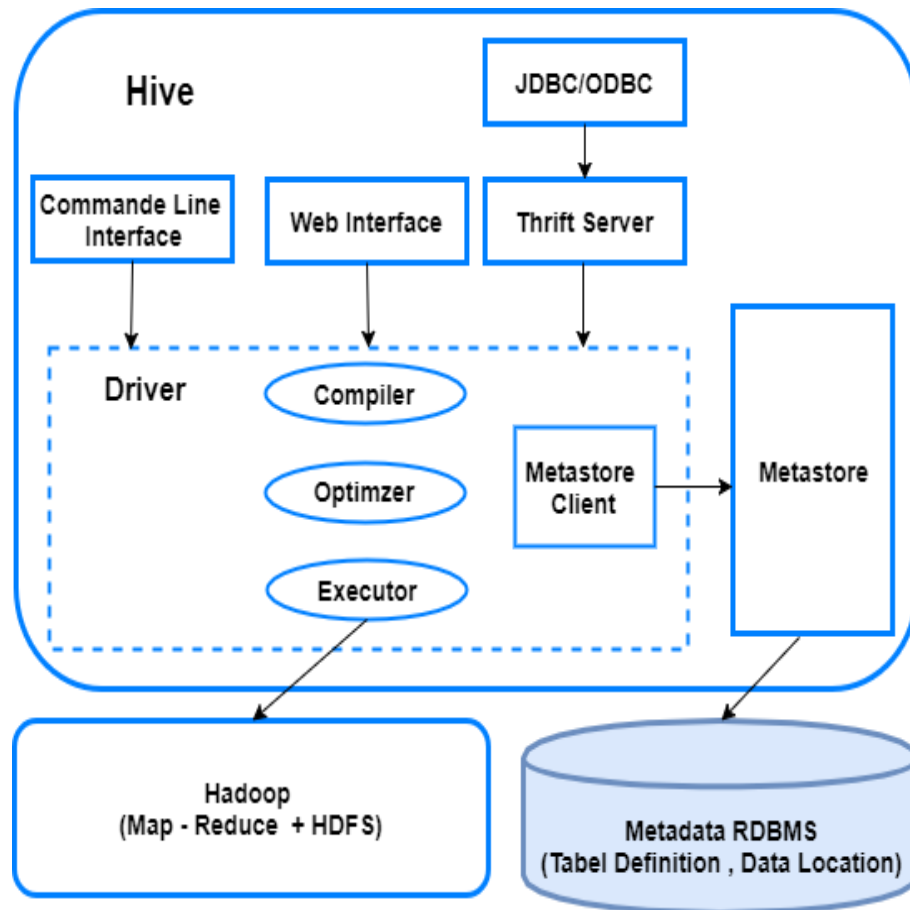 Hive
JDBC/ODBC
Commande Line
Interface
Web Interface
Thrift Server
Driver
Compiler
Optimzer
Executor
Metastore
Client
Metastore
Hadoop
(Map - Reduce + HDFS)
Metadata RDBMS
(Tabel Definition , Data Location)